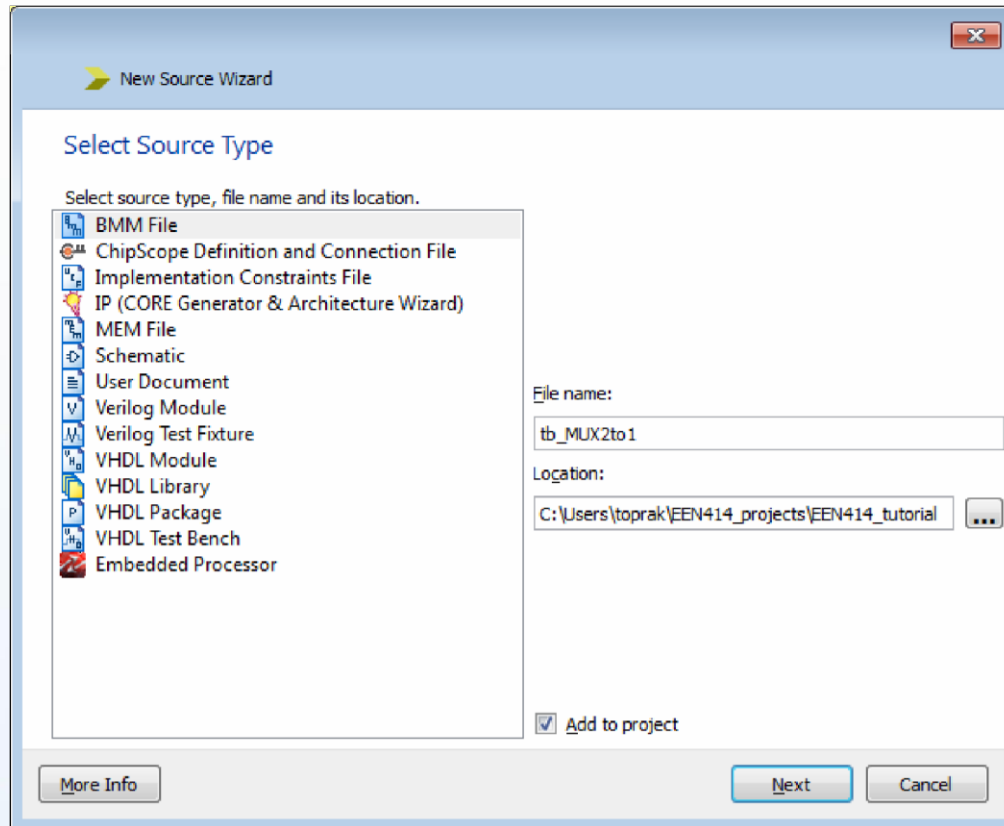 New Source Wizard
Select Source Type
Select source type, file name and its location.
BMM File
ChipScope Definition and Connection File
Implementation Constraints File
IP (CORE Generator & Architecture Wizard)
MEM File
Schematic
User Document
Verilog Module
Verilog Test Fixture
VHDL Module
VHDL Library
VHDL Package
VHDL Test Bench
Embedded Processor
File name:
tb_MUX2to1
Location:
C:\Users\toprak\EEN414_projects\EEN414_tutorial
...
Add to project
More Info
Next
Cancel